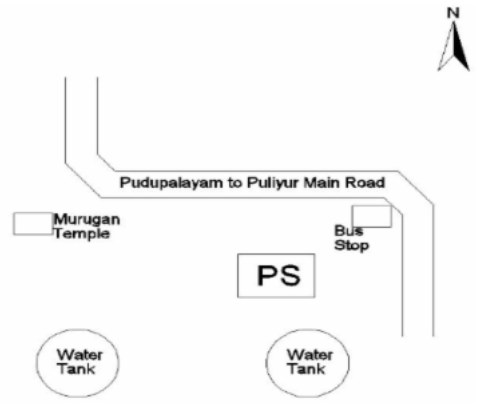 N
Pudupalayam to Puliyur Main Road
Murugan
Temple
Bus
Stop
PS
Water
Tank
Water
Tank